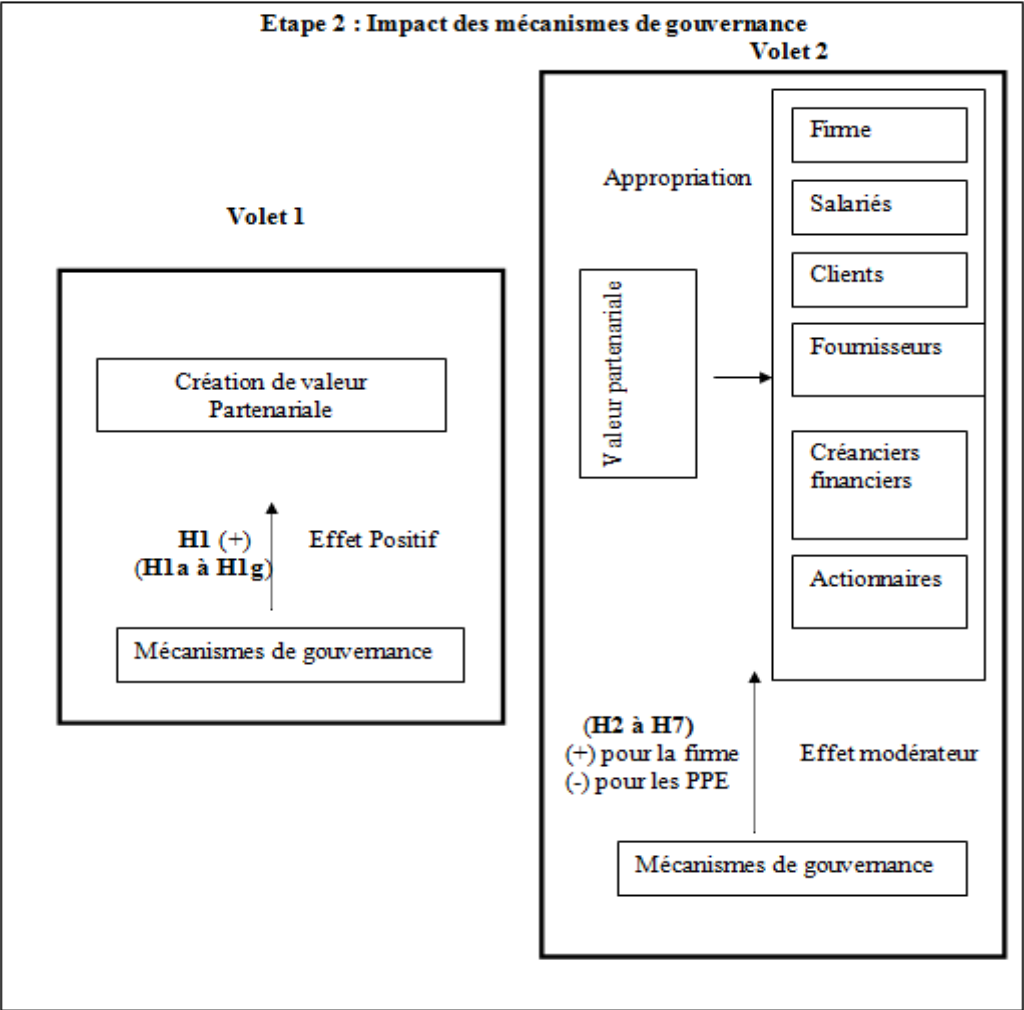 Etape 2 : Impact des mécanismes de gouvernance
Volet 1
Création de valeur
Partenariale
H1 (+)
(H1a à H1g)
Effet Positif
Mécanismes de gouvernance
Volet 2
Appropriation
Valeur partenariale
Firme
Salariés
Clients
Fournisseurs
Créanciers
financiers
Actionnaires
(H2 à H7)
(+) pour la firme
(-) pour les PPE
Effet modérateur
Mécanismes de gouvernance